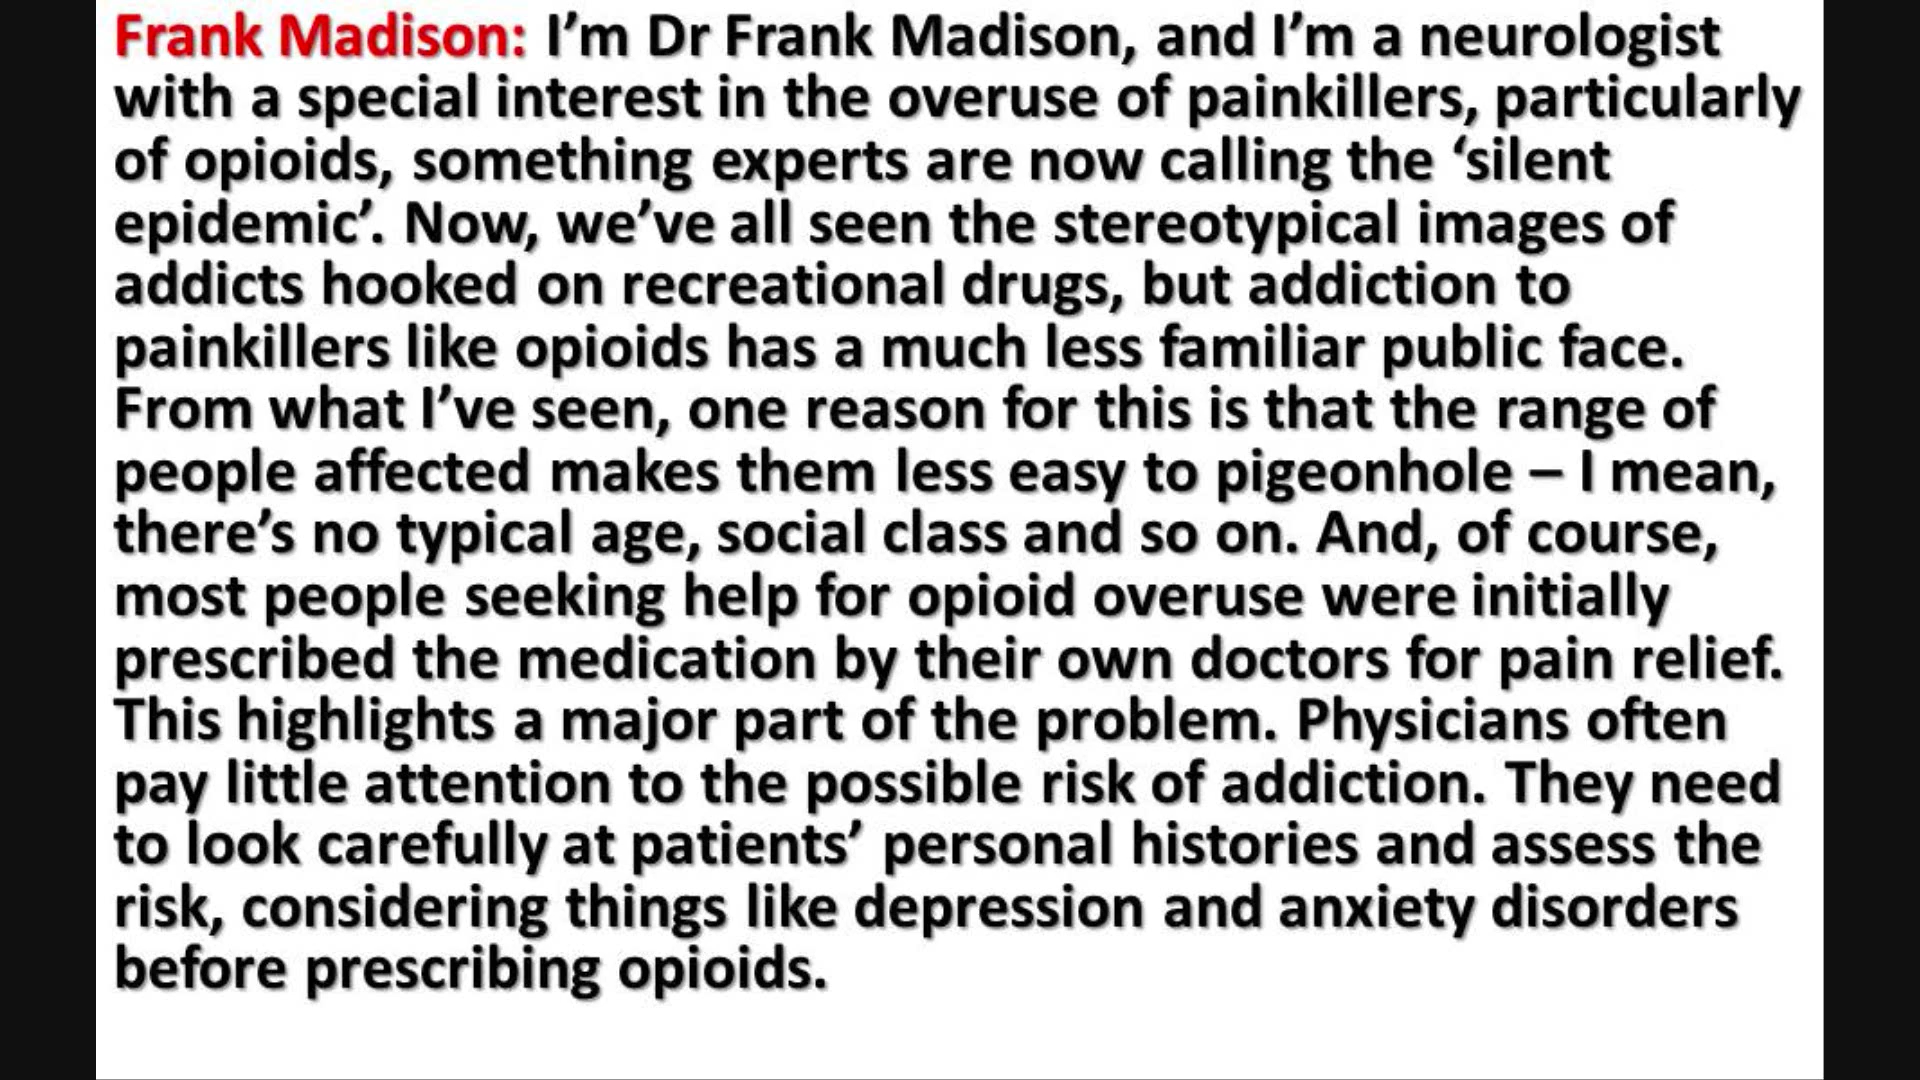 Frank Madison: I’m Dr Frank Madison, and I’m a neurologist
with a special interest in the overuse of painkillers, particularly
of opioids, something experts are now calling the ‘silent
epidemic’. Now, we’ve all seen the stereotypical images of
addicts hooked on recreational drugs, but addiction to
painkillers like opioids has a much less familiar public face.
From what I’ve seen, one reason for this is that the range of
people affected makes them less easy to pigeonhole – I mean,
there’s no typical age, social class and so on. And, of course,
most people seeking help for opioid overuse were initially
prescribed the medication by their own doctors for pain relief.
This highlights a major part of the problem. Physicians often
pay little attention to the possible risk of addiction. They need
to look carefully at patients’ personal histories and assess the
risk, considering things like depression and anxiety disorders
before prescribing opioids.